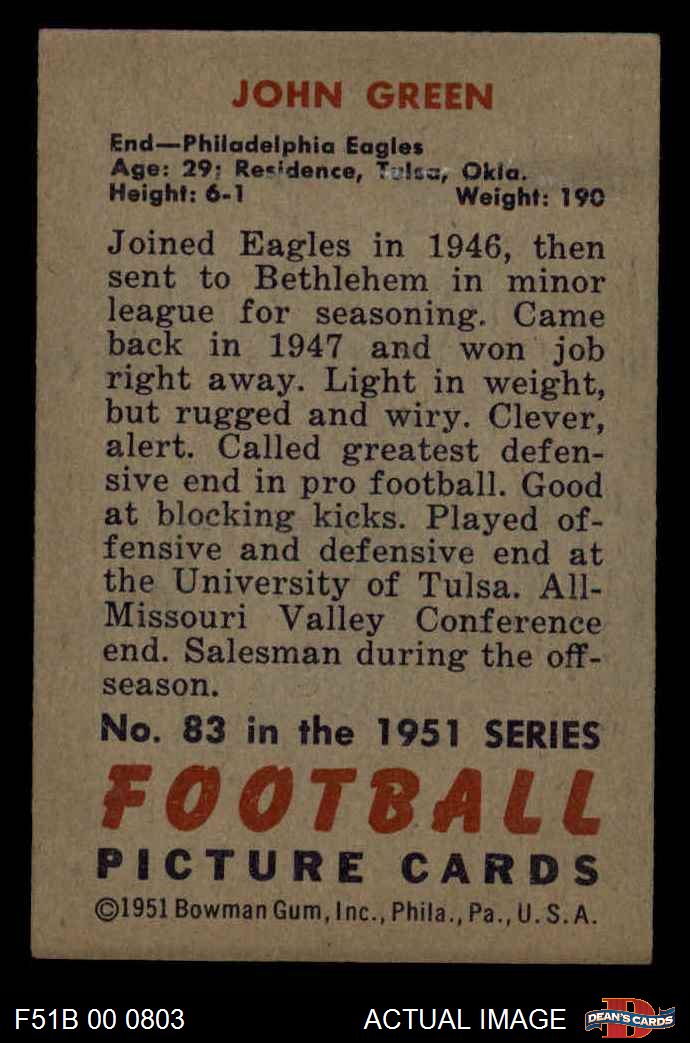 JOHN GREEN
End—Philadelphia Eagles
Age: 29; Residence, Tulsa, Okla.
Height: 6-1 Weight: 190
Joined Eagles in 1946, then
sent to Bethlehem in minor
league for seasoning. Came
back in 1947 and won job
right away. Light in weight,
but rugged and wiry. Clever,
alert. Called greatest defen-
sive end in pro football. Good
at blocking kicks. Played of-
fensive and defensive end at
the University of Tulsa. All-
Missouri Valley Conference
end. Salesman during the off-
season.
No. 83 in the 1951 SERIES
FOOTBALL
PICTURE CARDS
©1951 Bowman Gum, Inc., Phila., Pa., U. S. A.
F51B 00 0803 ACTUAL IMAGE D DEAN'S CARDS